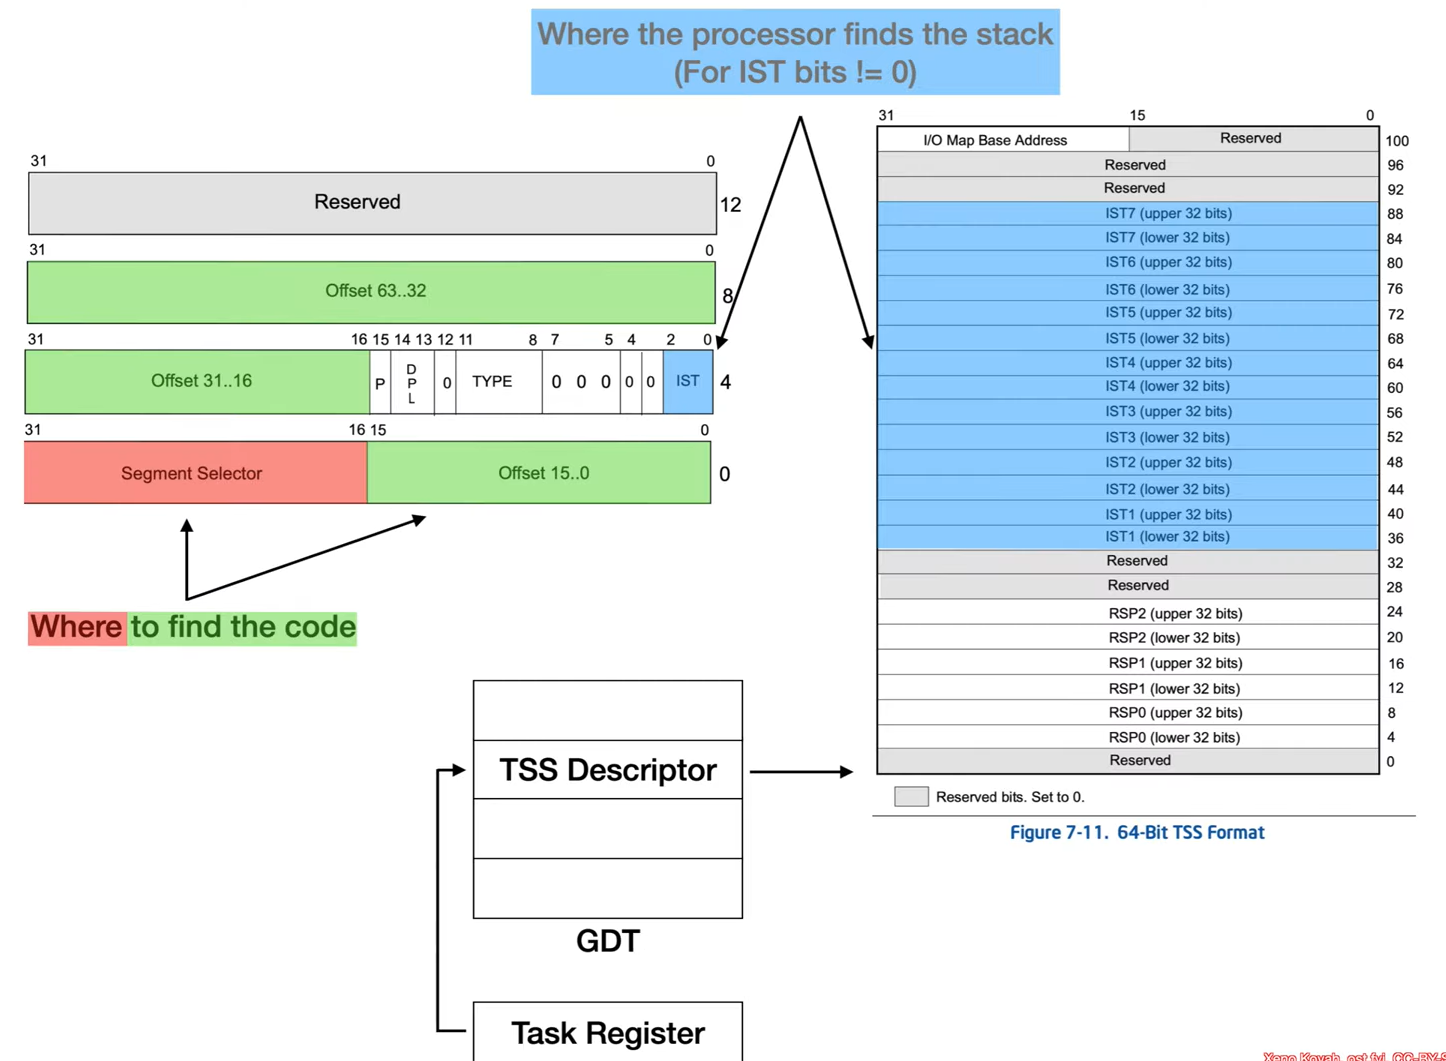 Where the processor finds the stack
(For IST bits != 0)
31 0
Reserved 12
31 0
Offset 63..32 8
31 16 15 14 13 12 11 8 7 5 4 2 0
Offset 31..16 P DPL 0 TYPE 0 0 0 0 0 IST 4
31 16 15 0
Segment Selector Offset 15..0 0
Where to find the code
31 15 0
I/O Map Base Address Reserved 100
Reserved 96
Reserved 92
IST7 (upper 32 bits) 88
IST7 (lower 32 bits) 84
IST6 (upper 32 bits) 80
IST6 (lower 32 bits) 76
IST5 (upper 32 bits) 72
IST5 (lower 32 bits) 68
IST4 (upper 32 bits) 64
IST4 (lower 32 bits) 60
IST3 (upper 32 bits) 56
IST3 (lower 32 bits) 52
IST2 (upper 32 bits) 48
IST2 (lower 32 bits) 44
IST1 (upper 32 bits) 40
IST1 (lower 32 bits) 36
Reserved 32
Reserved 28
RSP2 (upper 32 bits) 24
RSP2 (lower 32 bits) 20
RSP1 (upper 32 bits) 16
RSP1 (lower 32 bits) 12
RSP0 (upper 32 bits) 8
RSP0 (lower 32 bits) 4
Reserved 0
Reserved bits. Set to 0.
Figure 7-11. 64-Bit TSS Format
TSS Descriptor
GDT
Task Register